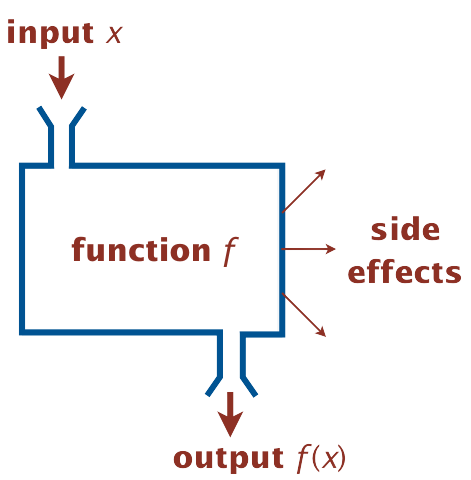 input x
function f
side
effects
output f(x)